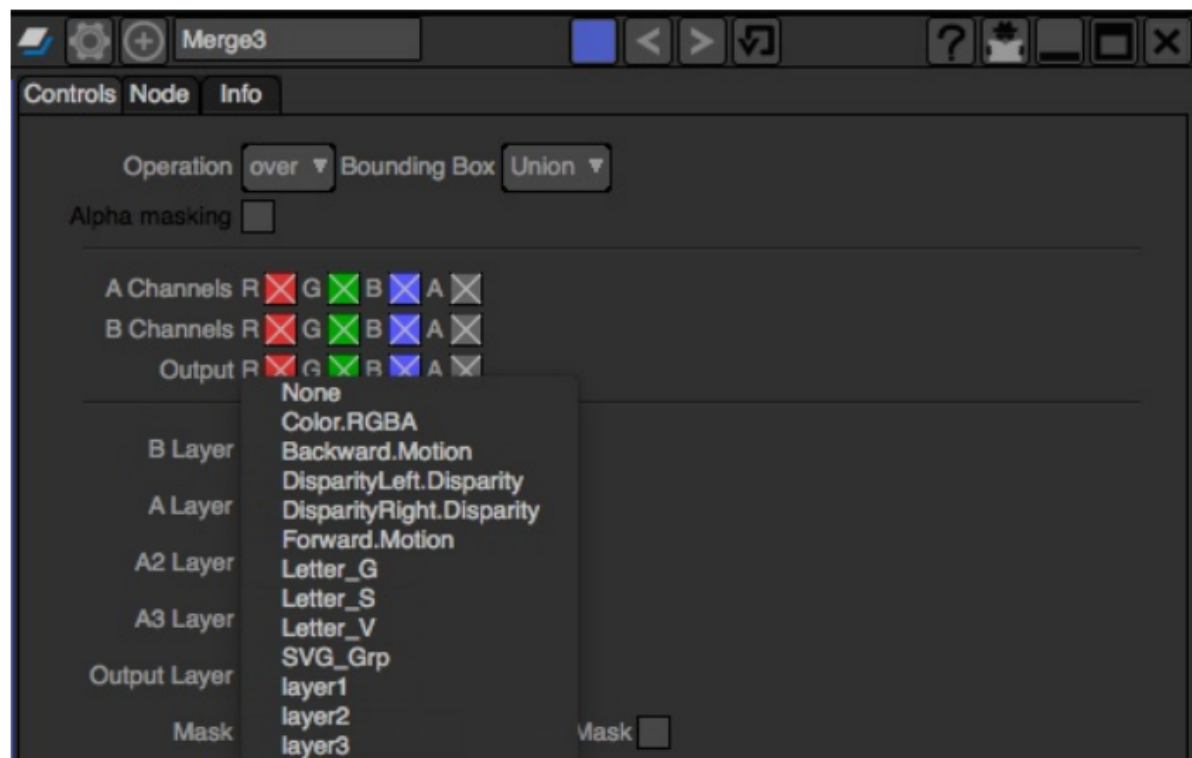 Merge3
Controls Node Info
Operation over Bounding Box Union
Alpha masking
A Channels R G B A
B Channels R G B A
Output R G B A
None
Color.RGBA
B Layer
Backward.Motion
DisparityLeft.Disparity
A Layer
DisparityRight.Disparity
Forward.Motion
A2 Layer
Letter_G
Letter_S
A3 Layer
Letter_V
SVG_Grp
Output Layer
layer1
layer2
Mask
Mask
layer3